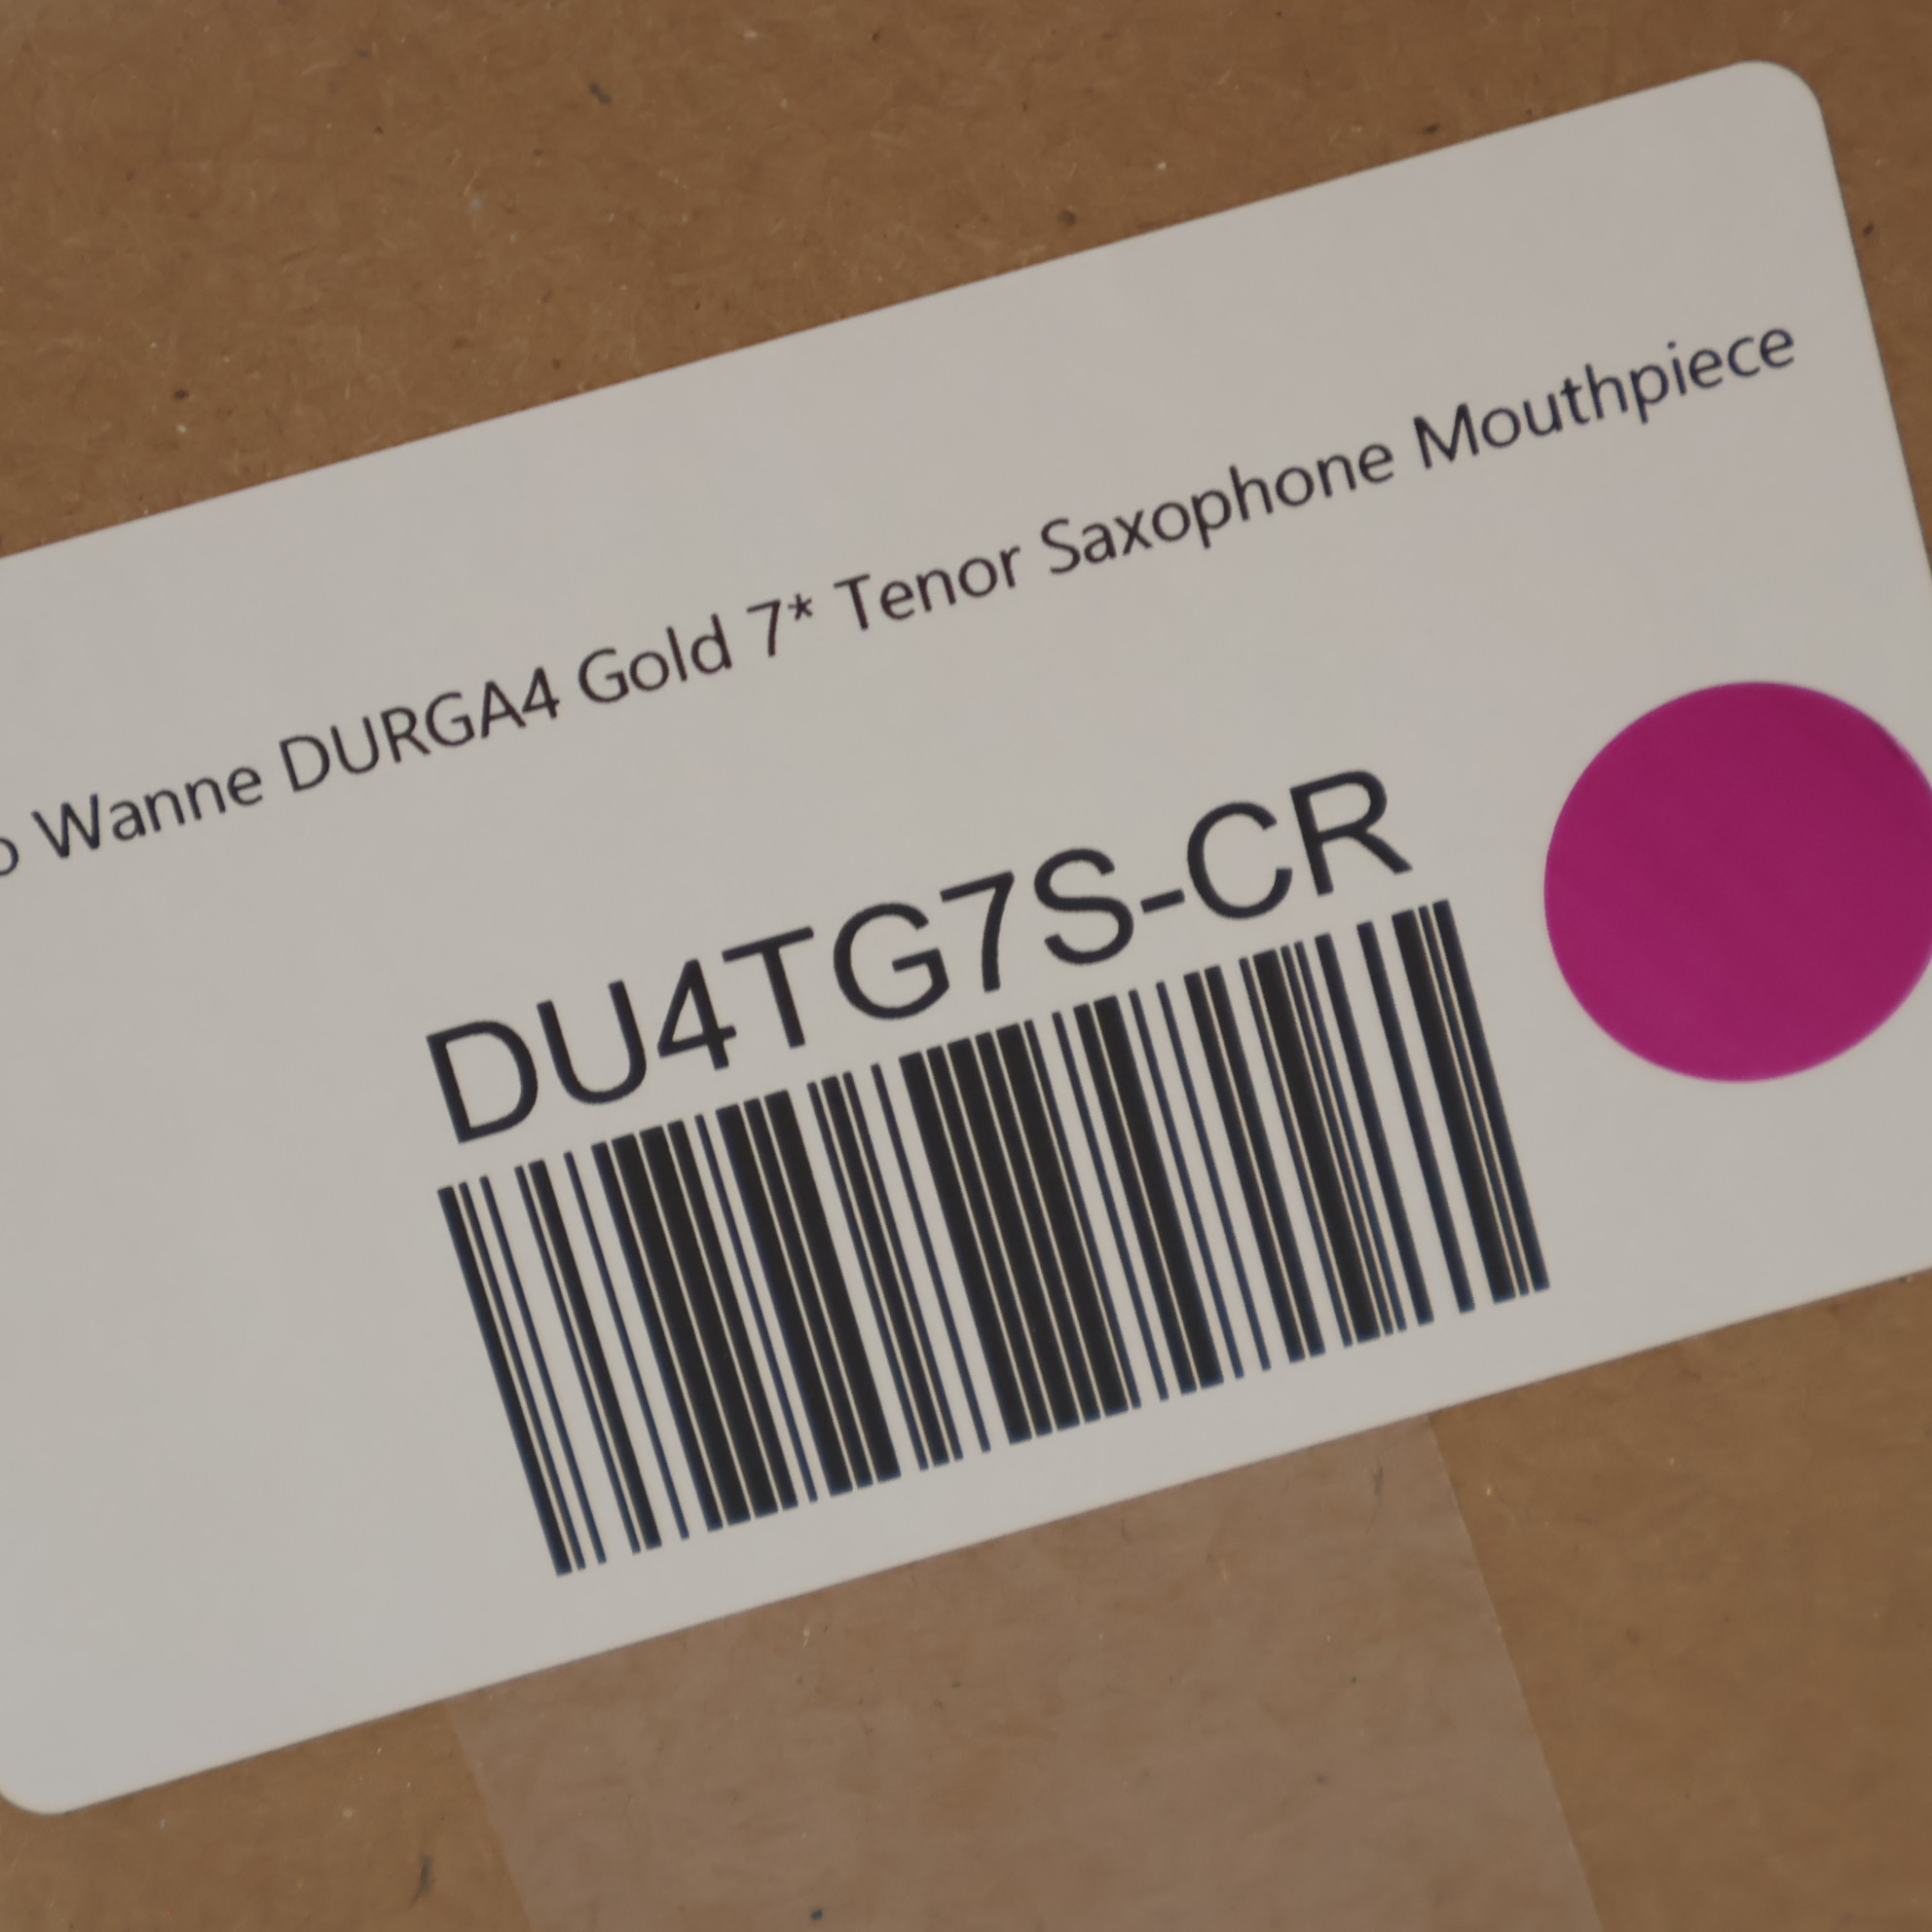 o Wanne DURGA4 Gold 7* Tenor Saxophone Mouthpiece
DU4TG7S-CR